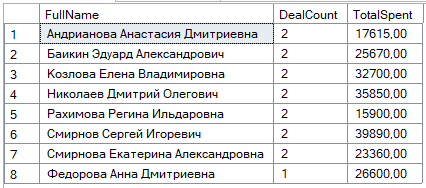 FullName DealCount TotalSpent
1 Андрианова Анастасия Дмитриевна 2 17615,00
2 Баикин Эдуард Александрович 2 25670,00
3 Козлова Елена Владимировна 2 32700,00
4 Николаев Дмитрий Олегович 2 35850,00
5 Рахимова Регина Ильдаровна 2 15900,00
6 Смирнов Сергей Игоревич 2 39890,00
7 Смирнова Екатерина Александровна 2 23360,00
8 Федорова Анна Дмитриевна 1 26600,00